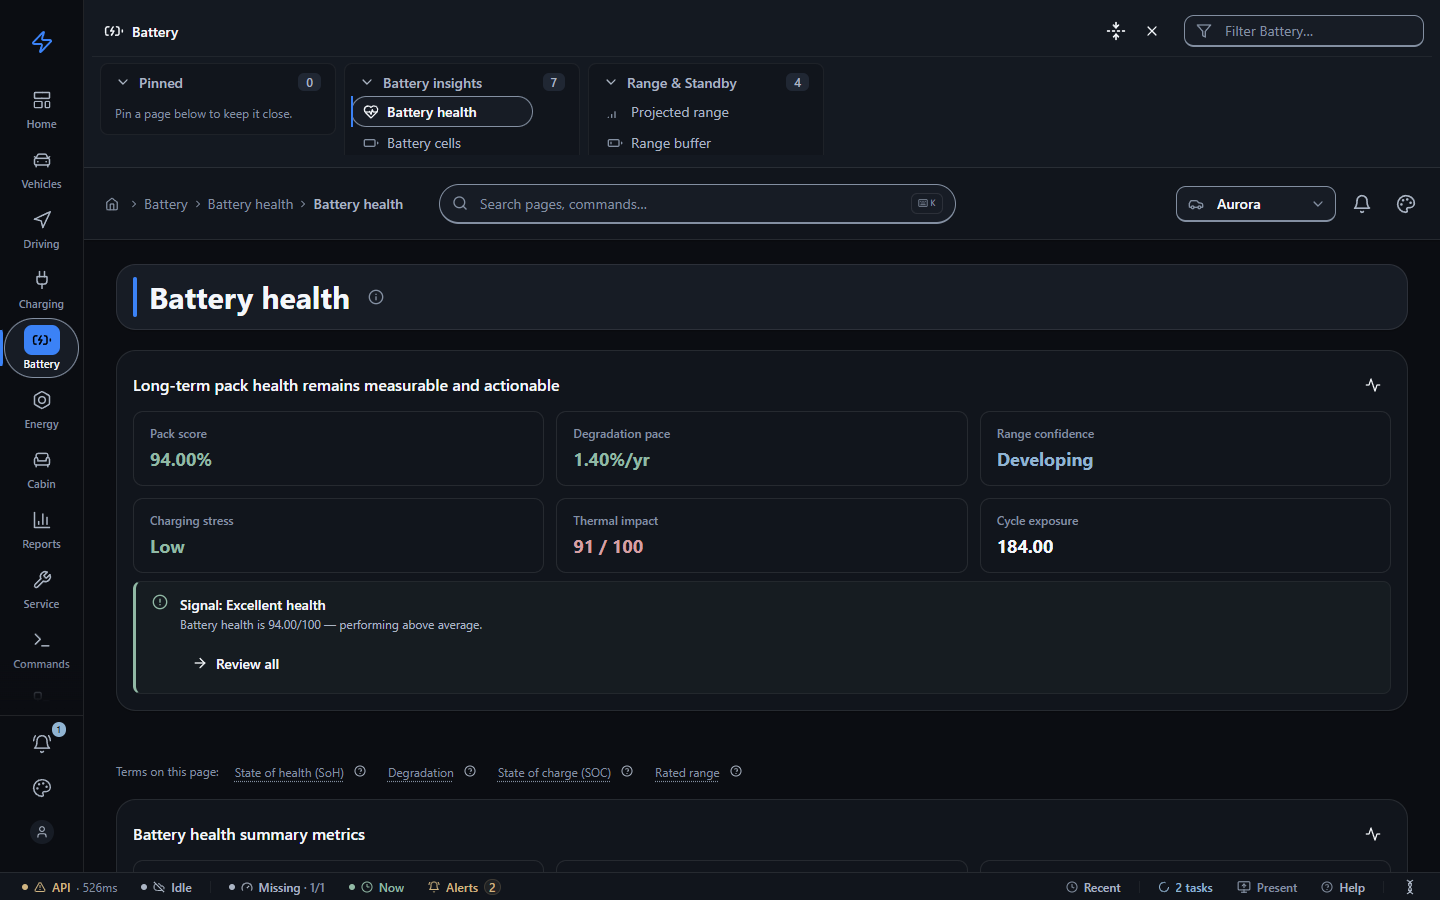 Battery
Filter Battery...
Pinned
0
Pin a page below to keep it close.
Battery insights
7
Battery health
Battery cells
Range & Standby
4
Projected range
Range buffer
Home
Vehicles
Driving
Charging
Battery
Energy
Cabin
Reports
Service
Commands
1
Battery
Battery health
Battery health
Search pages, commands...
K
Aurora
Battery health
Long-term pack health remains measurable and actionable
Pack score
94.00%
Degradation pace
1.40%/yr
Range confidence
Developing
Charging stress
Low
Thermal impact
91 / 100
Cycle exposure
184.00
Signal: Excellent health
Battery health is 94.00/100 — performing above average.
Review all
Terms on this page: State of health (SoH) Degradation State of charge (SOC) Rated range
Battery health summary metrics
API · 526ms
Idle
Missing · 1/1
Now
Alerts 2
Recent
2 tasks
Present
Help